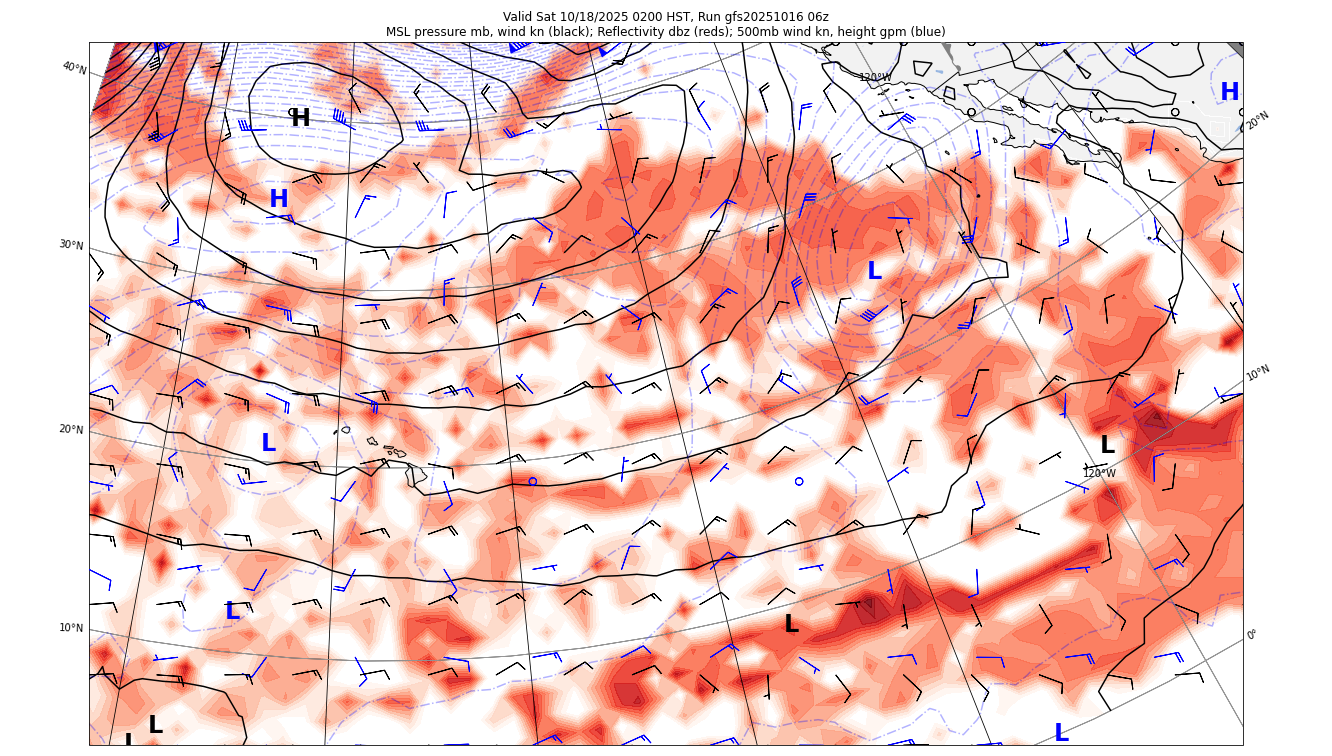 Valid Sat 10/18/2025 0200 HST, Run gfs20251016 06z
MSL pressure mb, wind kn (black); Reflectivity dbz (reds); 500mb wind kn, height gpm (blue)
40°N
120°W
H
H
20°N
H
30°N
L
10°N
20°N
L
L
120°W
L
L
10°N
0°
L
L
L